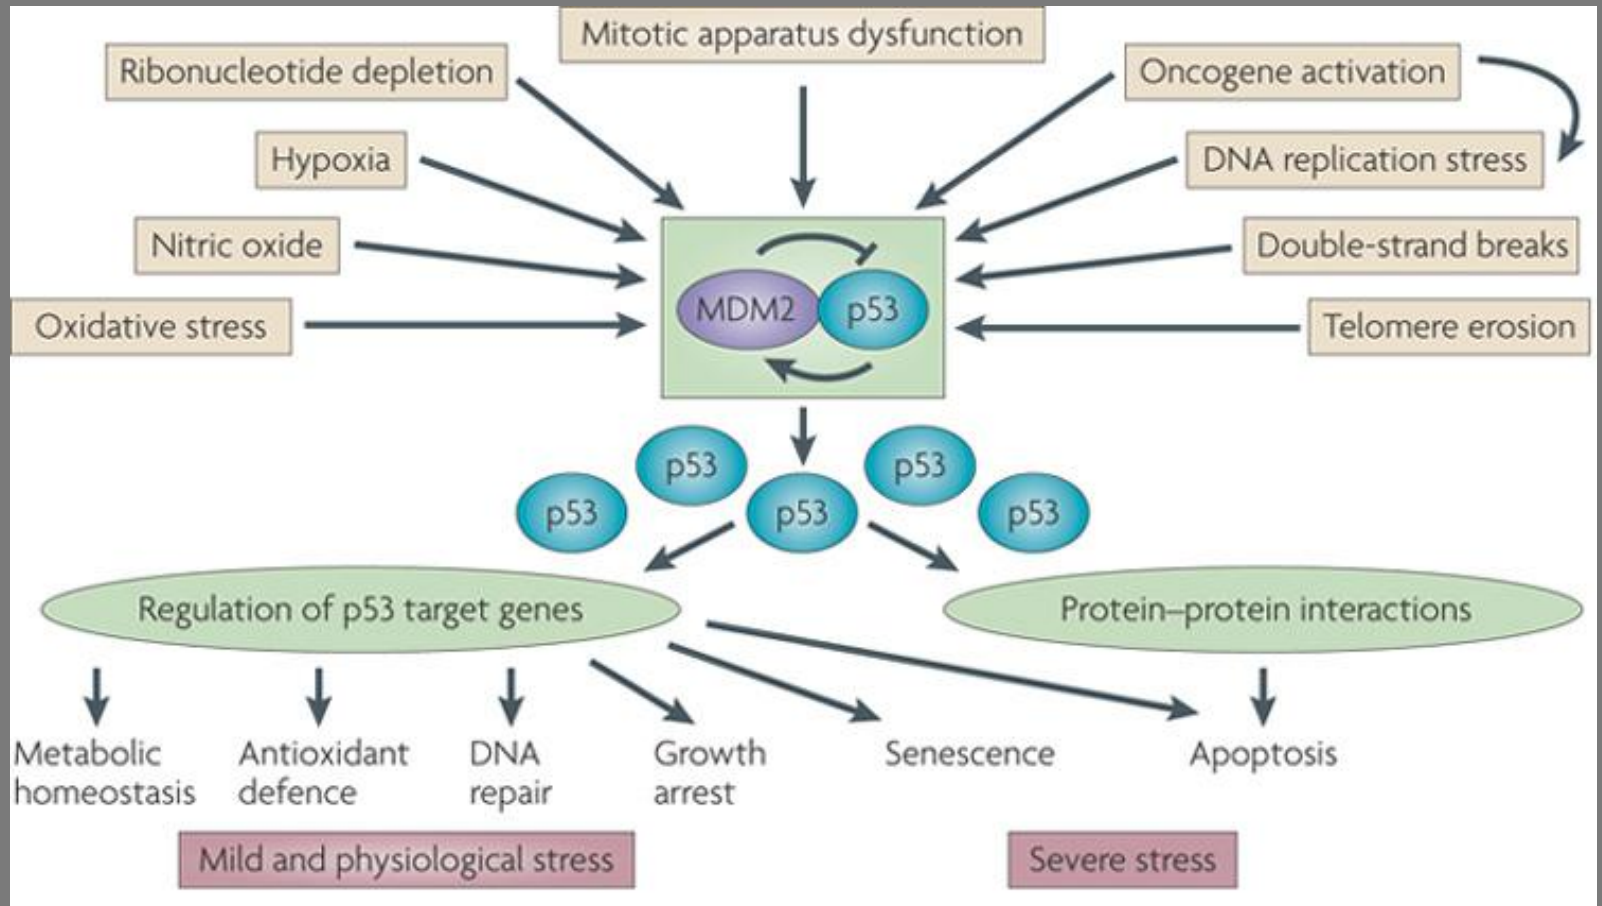 Mitotic apparatus dysfunction
Ribonucleotide depletion
Oncogene activation
Hypoxia
DNA replication stress
Nitric oxide
Double-strand breaks
Oxidative stress
Telomere erosion
MDM2
p53
p53
p53
p53
p53
p53
Regulation of p53 target genes
Protein–protein interactions
Metabolic
homeostasis
Antioxidant
defence
DNA
repair
Growth
arrest
Senescence
Apoptosis
Mild and physiological stress
Severe stress